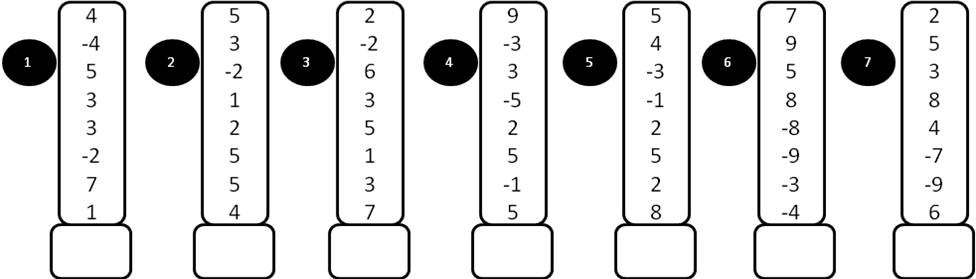 4 5 2 9 5 7 2
-4 3 -2 -3 4 9 5
1 2 3 4 5 6 7
5 -2 6 3 -3 5 3
3 1 3 -5 -1 8 8
3 2 5 2 2 -8 4
-2 5 1 5 5 -9 -7
7 5 3 -1 2 -3 -9
1 4 7 5 8 -4 6